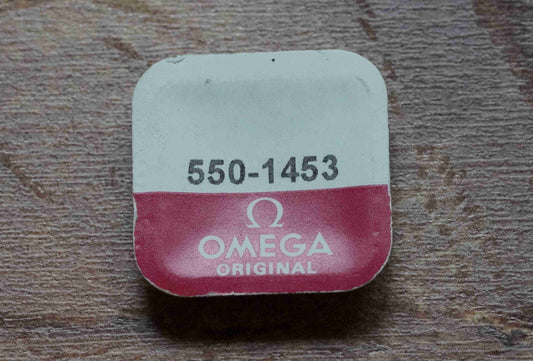 550-1453
Ω
OMEGA
ORIGINAL